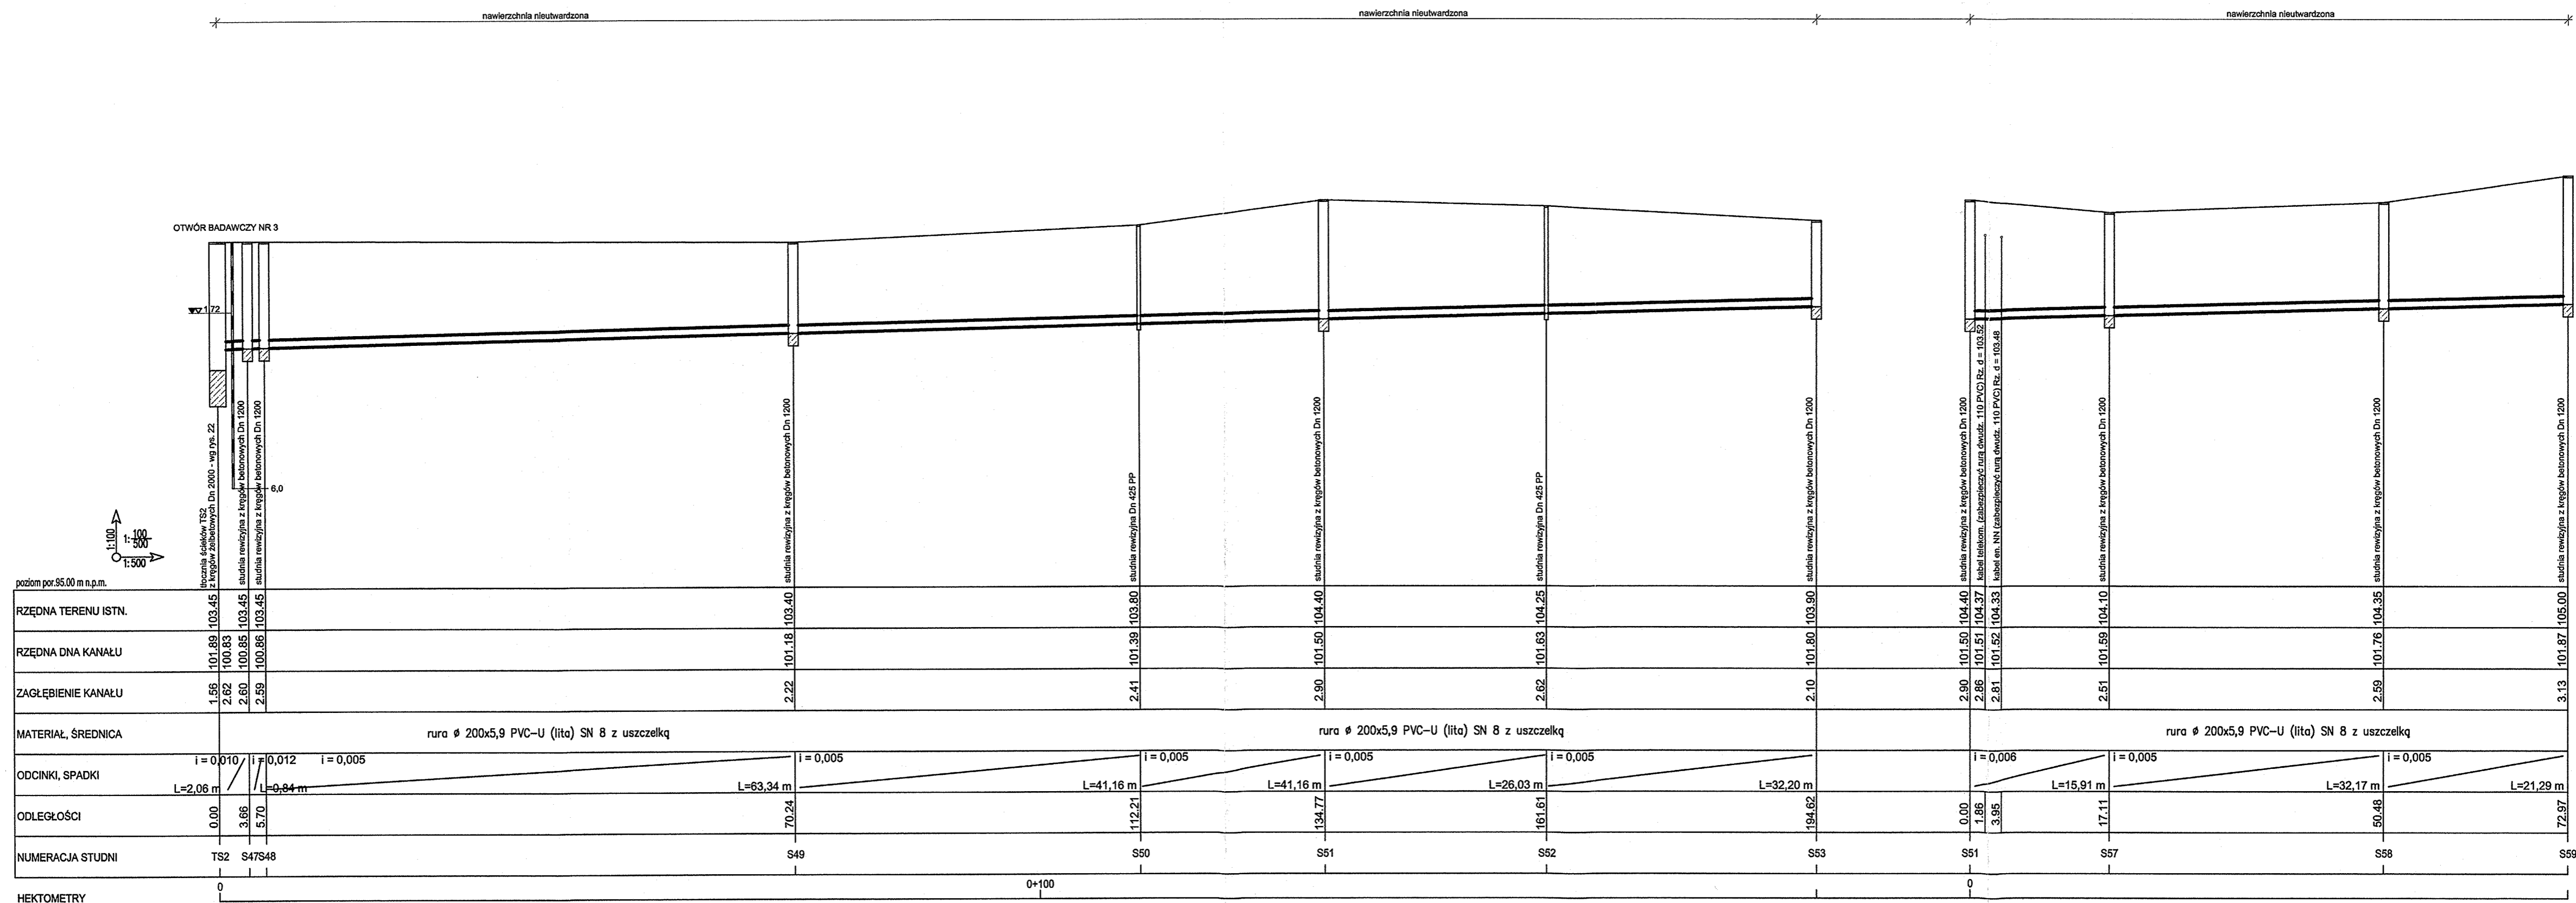 nawierzchnia nieutwardzona
nawierzchnia nieutwardzona
nawierzchnia nieutwardzona
OTWÓR BADAWCZY NR 3
1,72
6,0
1:100
1:100/500
1:500
tłocznia ścieków TS2
z kręgów żelbetowych Dn 2000 - wg rys. 22
studnia rewizyjna z kręgów betonowych Dn 1200
studnia rewizyjna z kręgów betonowych Dn 1200
studnia rewizyjna z kręgów betonowych Dn 1200
studnia rewizyjna Dn 425 PP
studnia rewizyjna z kręgów betonowych Dn 1200
studnia rewizyjna Dn 425 PP
studnia rewizyjna z kręgów betonowych Dn 1200
studnia rewizyjna z kręgów betonowych Dn 1200
kabel telekom. (zabezpieczyć rurą dwudz. 110 PVC) Rz. d = 103.52
kabel en. NN (zabezpieczyć rurą dwudz. 110 PVC) Rz. d = 103.48
studnia rewizyjna z kręgów betonowych Dn 1200
studnia rewizyjna z kręgów betonowych Dn 1200
studnia rewizyjna z kręgów betonowych Dn 1200
poziom por.95.00 m n.p.m.
RZĘDNA TERENU ISTN. 103.45 103.45 103.45 103.40 103.80 104.40 104.25 103.90 104.40 104.37 104.33 104.10 104.35 105.00
RZĘDNA DNA KANAŁU 101.89 100.83 100.85 100.86 101.18 101.39 101.50 101.63 101.80 101.50 101.51 101.52 101.59 101.76 101.87
ZAGŁĘBIENIE KANAŁU 1.56 2.62 2.60 2.59 2.22 2.41 2.90 2.62 2.10 2.90 2.86 2.81 2.51 2.59 3.13
MATERIAŁ, ŚREDNICA rura ø 200x5,9 PVC-U (lita) SN 8 z uszczelką rura ø 200x5,9 PVC-U (lita) SN 8 z uszczelką rura ø 200x5,9 PVC-U (lita) SN 8 z uszczelką
i = 0,010 i = 0,012 i = 0,005 i = 0,005 i = 0,005 i = 0,005 i = 0,005 i = 0,006 i = 0,005 i = 0,005
ODCINKI, SPADKI
L=2,06 m L=0,84 m L=63,34 m L=41,16 m L=41,16 m L=26,03 m L=32,20 m L=15,91 m L=32,17 m L=21,29 m
ODLEGŁOŚCI 0.00 3.66 5.70 70.24 112.21 134.77 161.61 194.62 0.00 1.86 3.95 17.11 50.48 72.97
NUMERACJA STUDNI TS2 S47 S48 S49 S50 S51 S52 S53 S51 S57 S58 S59
0 0+100 0
HEKTOMETRY